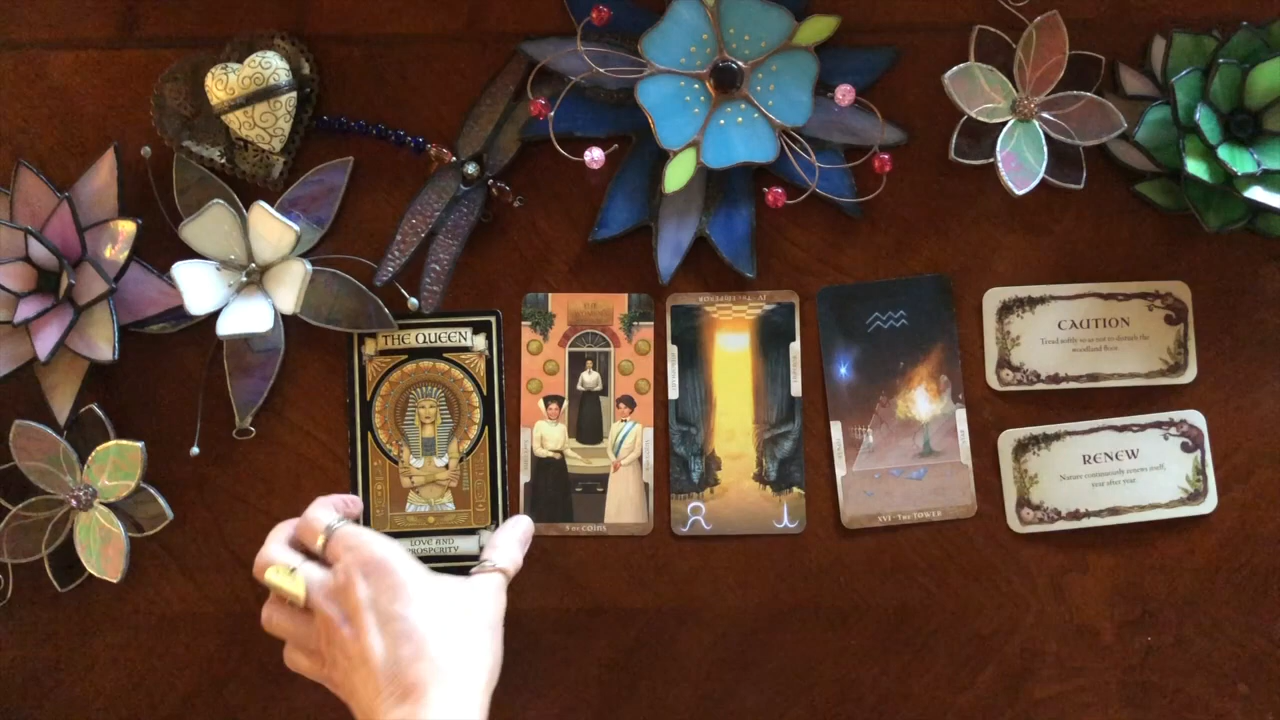 THE QUEEN
LOVE AND
PROSPERITY
3 OF COINS
IV • THE EMPEROR
XVI • THE TOWER
CAUTION
Tread softly so as not to disturb the
woodland floor.
RENEW
Nature continuously renews itself,
year after year.